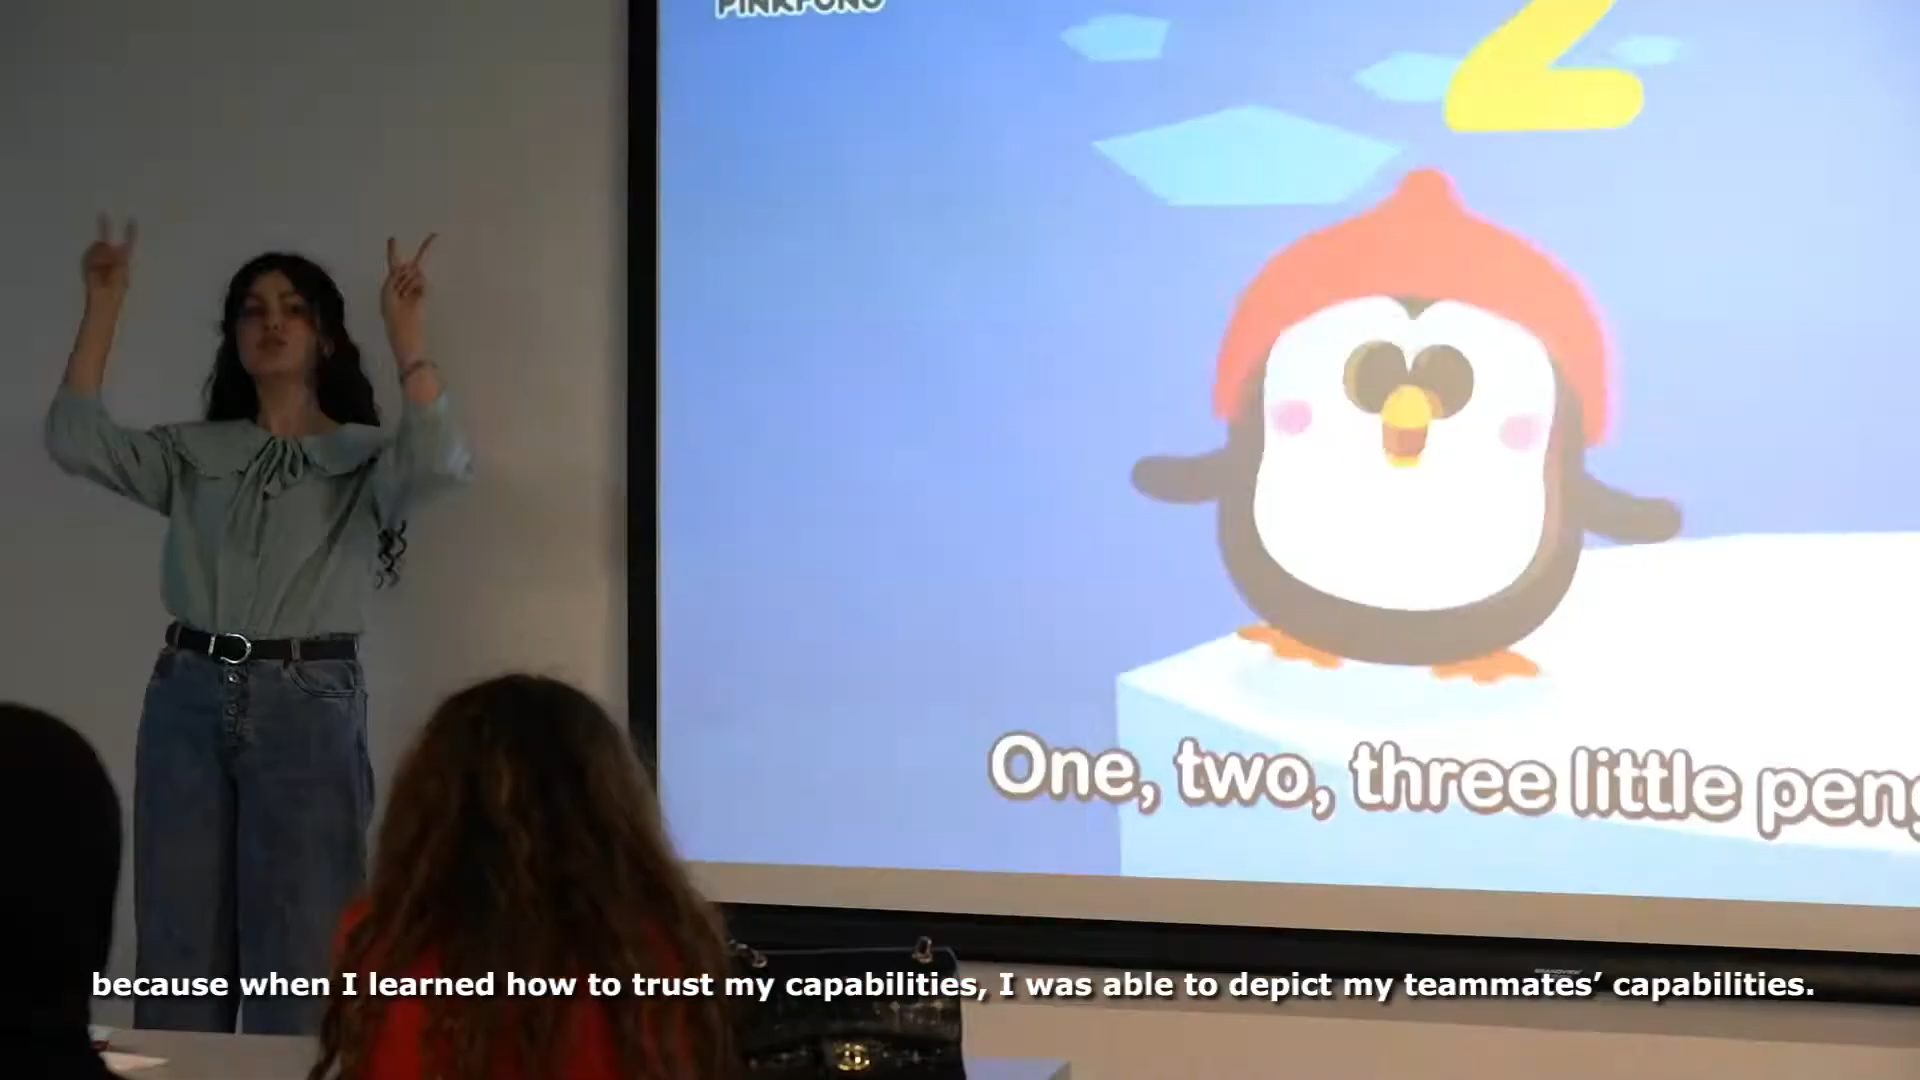 PINKFONG
2
One, two, three little peng
because when I learned how to trust my capabilities, I was able to depict my teammates’ capabilities.